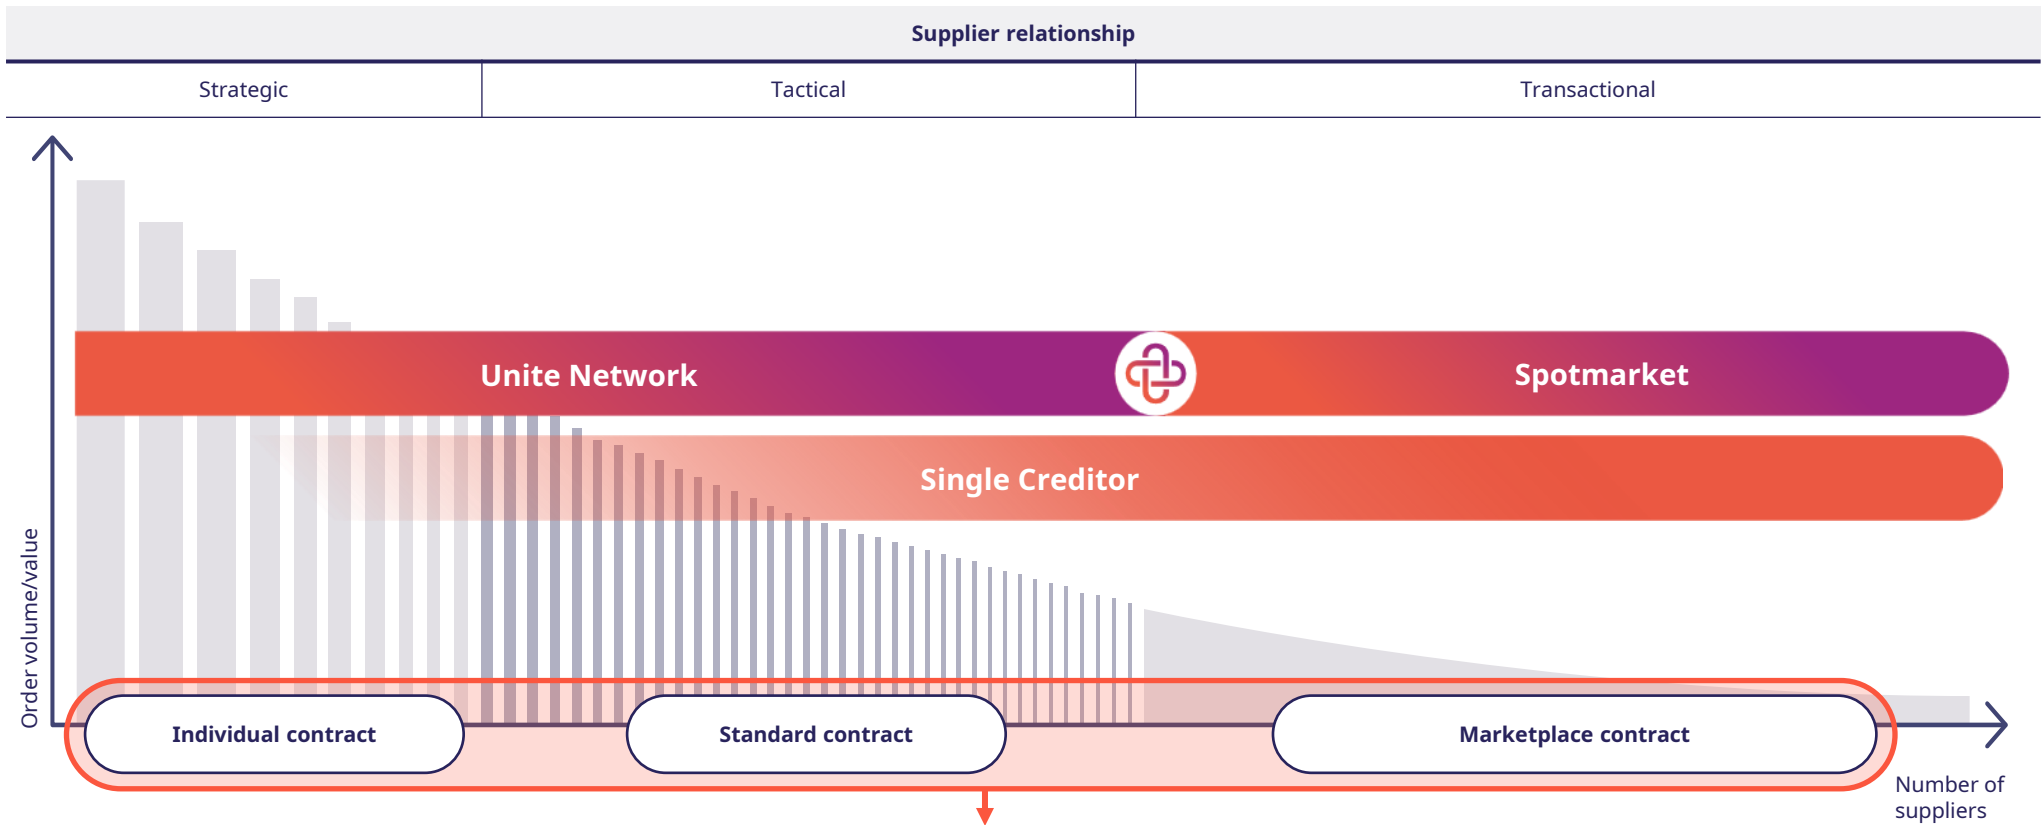 Supplier relationship
Strategic
Tactical
Transactional
Unite Network
Spotmarket
Single Creditor
Order volume/value
Individual contract
Standard contract
Marketplace contract
Number of
suppliers